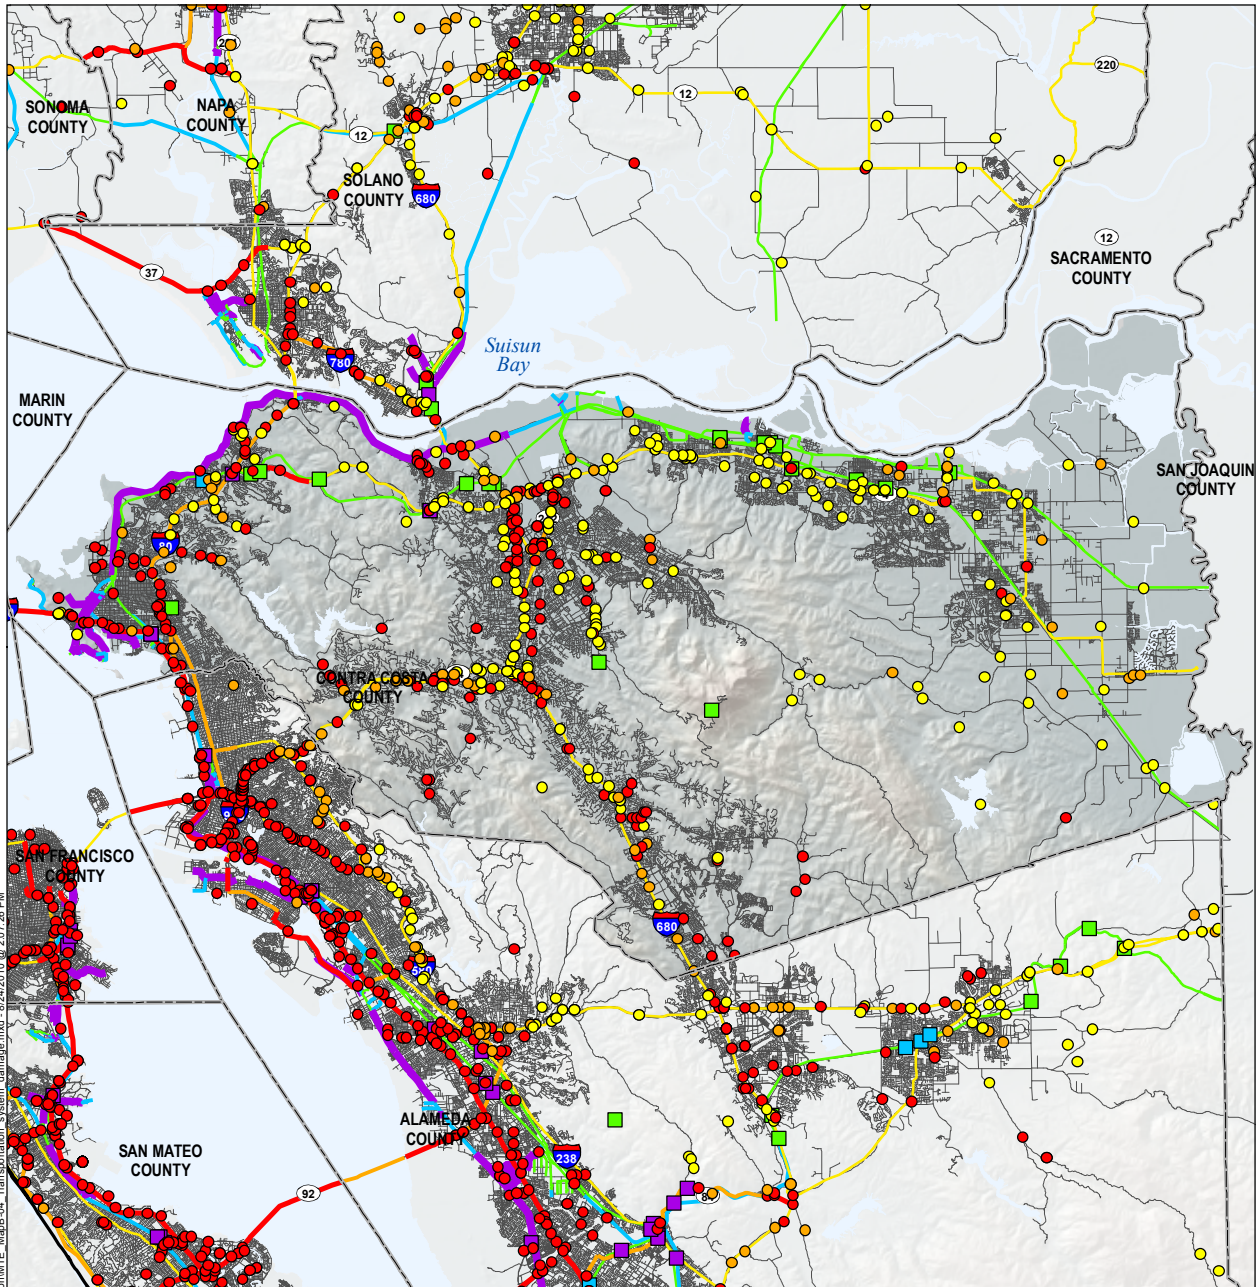 220
12
SONOMA
COUNTY
NAPA
COUNTY
12
SOLANO
COUNTY
680
12
SACRAMENTO
COUNTY
37
Suisun
Bay
780
MARIN
COUNTY
SAN JOAQUIN
COUNTY
80
CONTRA COSTA
COUNTY
SAN FRANCISCO
COUNTY
680
ALAMEDA
COUNTY
SAN MATEO
COUNTY
238
92